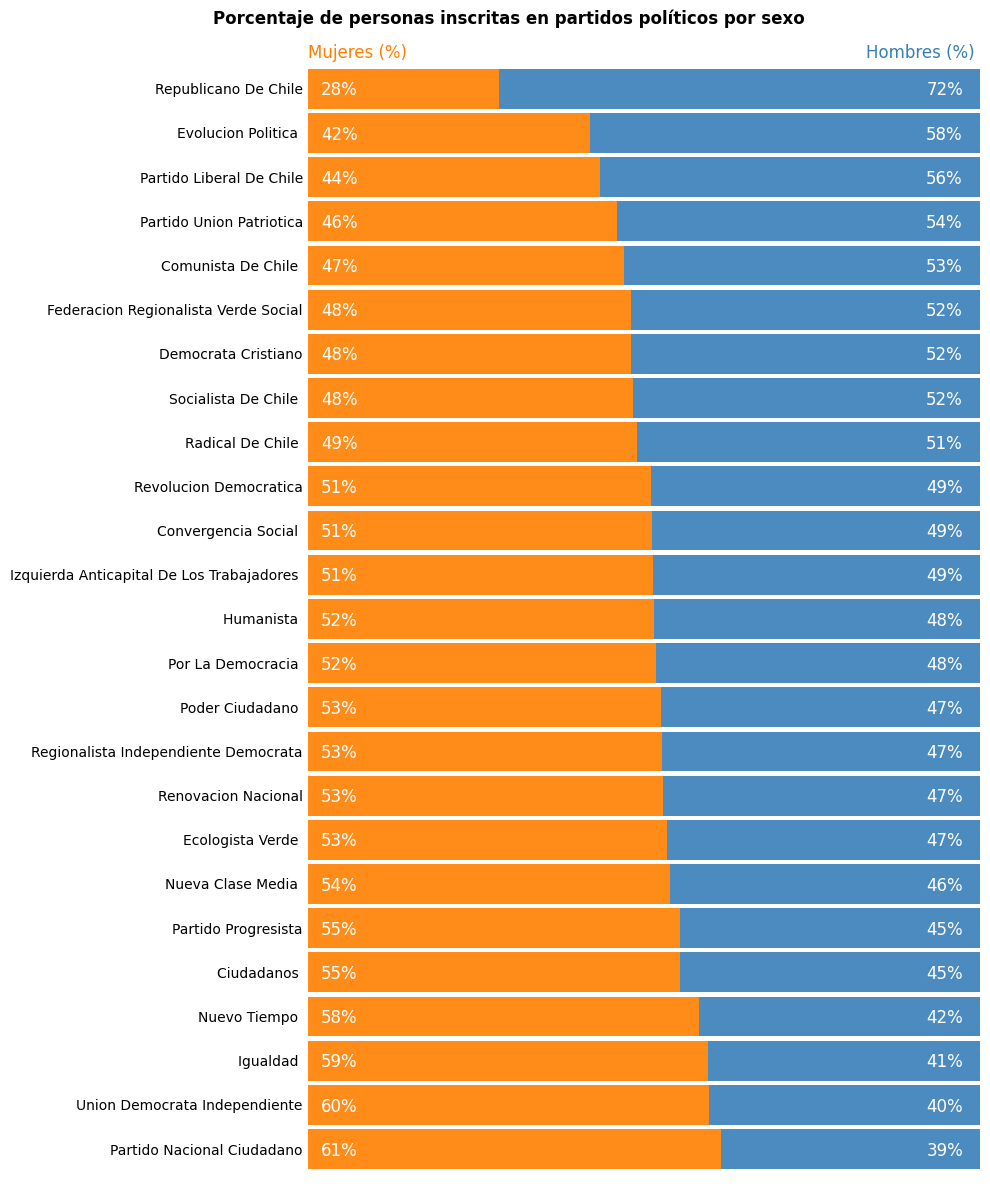 Porcentaje de personas inscritas en partidos políticos por sexo
Mujeres (%) Hombres (%)
Republicano De Chile 28% 72%
Evolucion Politica 42% 58%
Partido Liberal De Chile 44% 56%
Partido Union Patriotica 46% 54%
Comunista De Chile 47% 53%
Federacion Regionalista Verde Social 48% 52%
Democrata Cristiano 48% 52%
Socialista De Chile 48% 52%
Radical De Chile 49% 51%
Revolucion Democratica 51% 49%
Convergencia Social 51% 49%
Izquierda Anticapital De Los Trabajadores 51% 49%
Humanista 52% 48%
Por La Democracia 52% 48%
Poder Ciudadano 53% 47%
Regionalista Independiente Democrata 53% 47%
Renovacion Nacional 53% 47%
Ecologista Verde 53% 47%
Nueva Clase Media 54% 46%
Partido Progresista 55% 45%
Ciudadanos 55% 45%
Nuevo Tiempo 58% 42%
Igualdad 59% 41%
Union Democrata Independiente 60% 40%
Partido Nacional Ciudadano 61% 39%